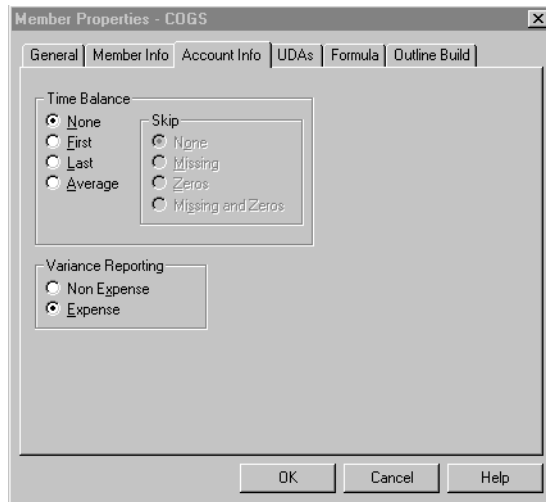 Member Properties - COGS
General Member Info Account Info UDAs Formula Outline Build
Time Balance
None
First
Last
Average
Skip
None
Missing
Zeros
Missing and Zeros
Variance Reporting
Non Expense
Expense
OK Cancel Help